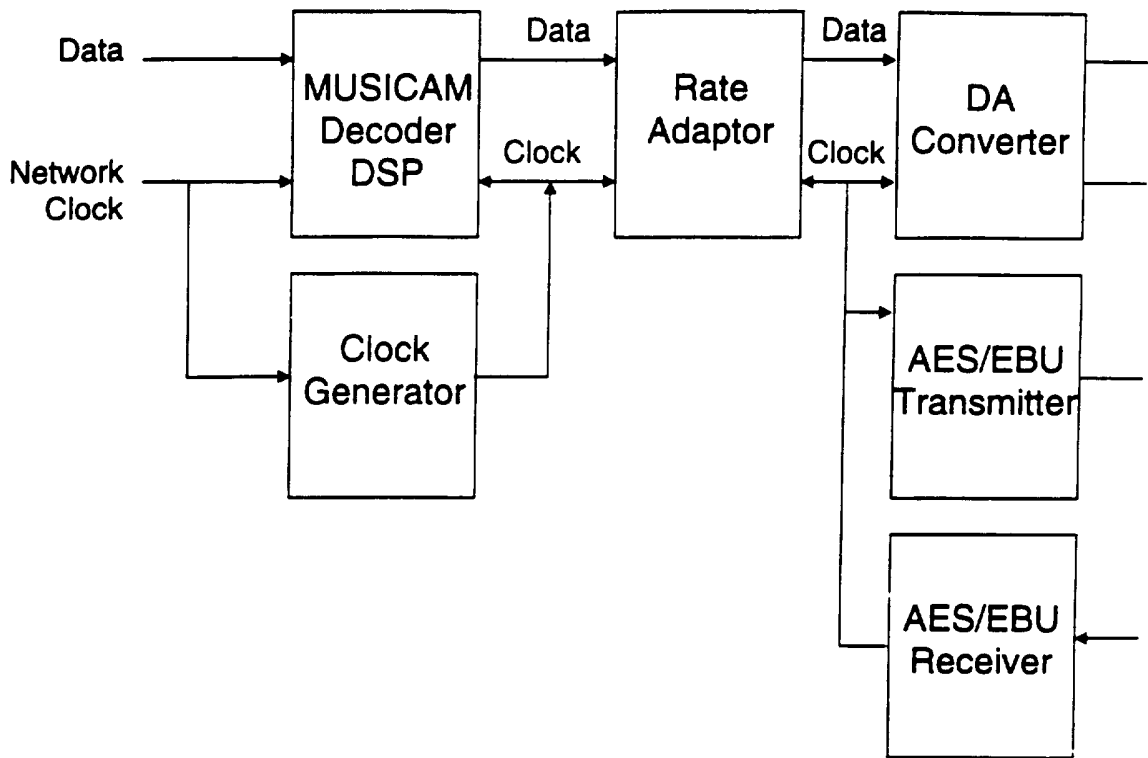 Data
Network
Clock
MUSICAM
Decoder
DSP
Data
Clock
Rate
Adaptor
Data
Clock
DA
Converter
Clock
Generator
AES/EBU
Transmitter
AES/EBU
Receiver